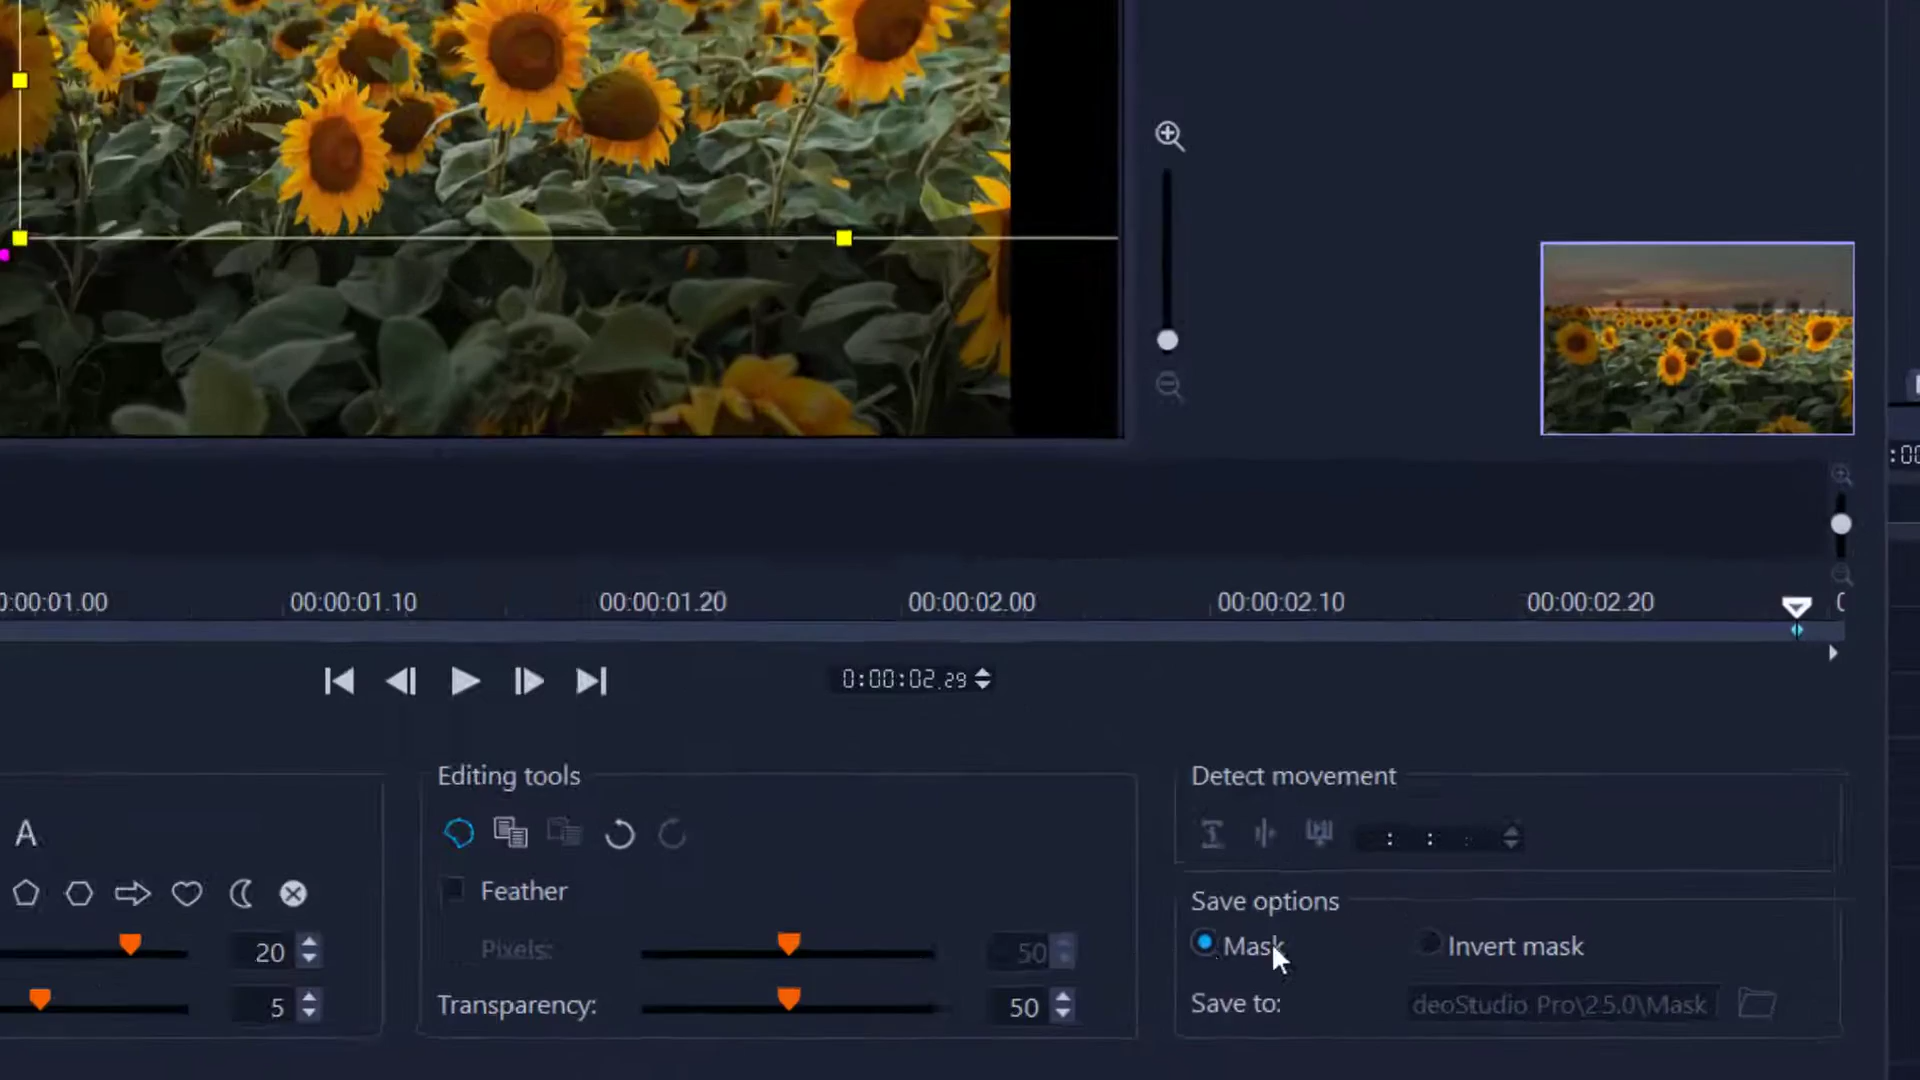 :00
0:00:01.00 00:00:01.10 00:00:01.20 00:00:02.00 00:00:02.10 00:00:02.20 0
0:00:02.29
Editing tools
Detect movement
A
: : .
Feather
Save options
20
Pixels:
50
Mask
Invert mask
5
Transparency:
50
Save to:
deoStudio Pro\25.0\Mask